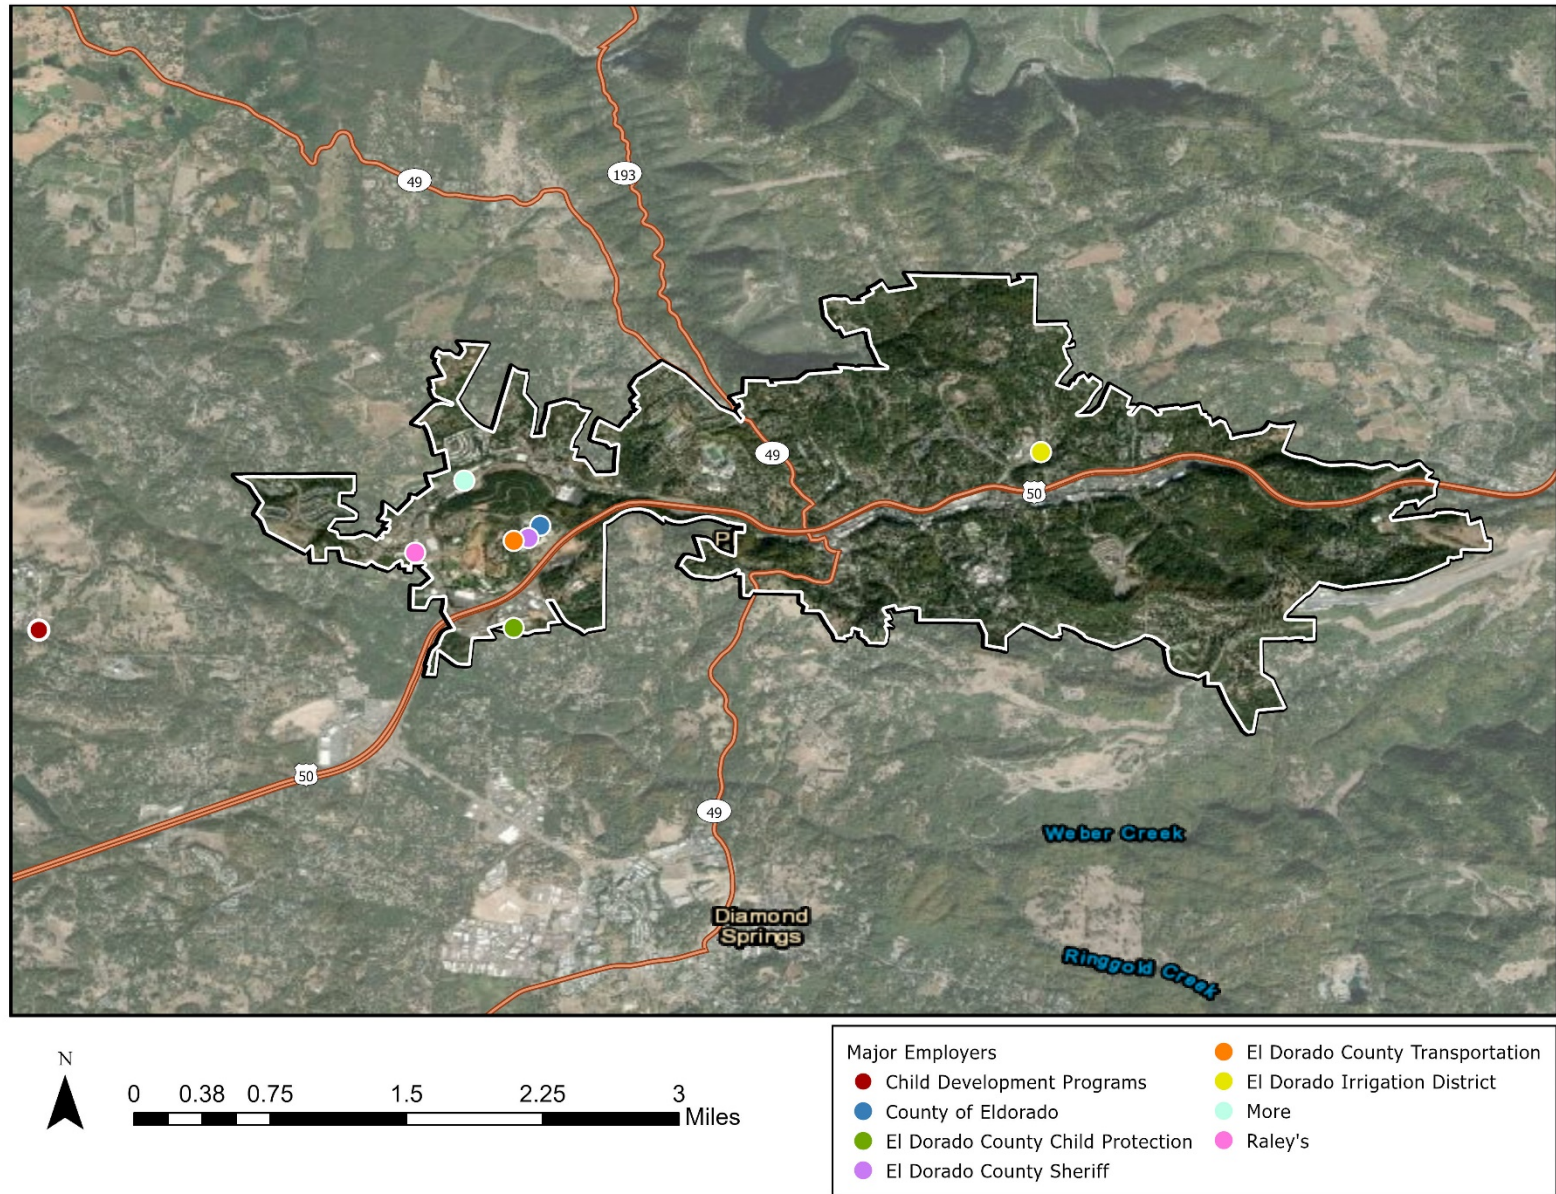 49
193
49
50
P
50
49
Weber Creek
Diamond
Springs
Ringgold Creek
N
0 0.38 0.75 1.5 2.25 3
Miles
Major Employers
Child Development Programs
County of Eldorado
El Dorado County Child Protection
El Dorado County Sheriff
El Dorado County Transportation
El Dorado Irrigation District
More
Raley's